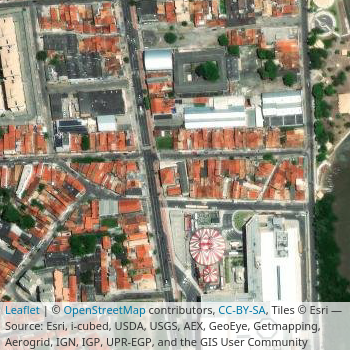 Leaflet | © OpenStreetMap contributors, CC-BY-SA, Tiles © Esri —
Source: Esri, i-cubed, USDA, USGS, AEX, GeoEye, Getmapping,
Aerogrid, IGN, IGP, UPR-EGP, and the GIS User Community